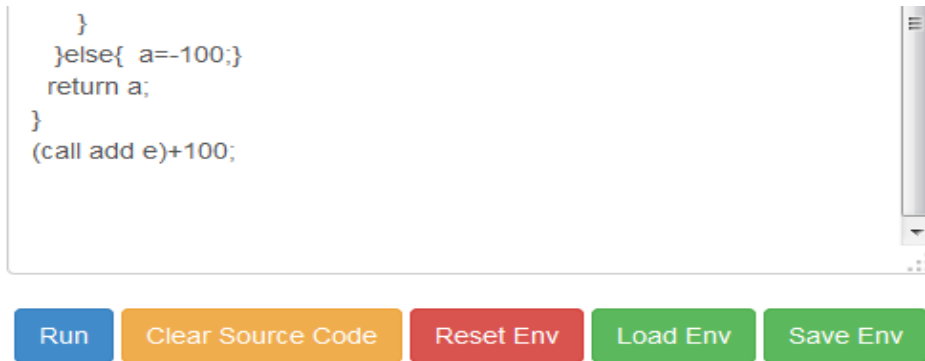 }
}else{  a=-100;}
return a;
}
(call add e)+100;
Run Clear Source Code Reset Env Load Env Save Env